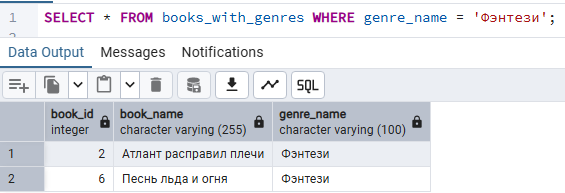 1 SELECT * FROM books_with_genres WHERE genre_name = 'Фэнтези';
2
Data Output Messages Notifications
SQL
book_id book_name genre_name
integer character varying (255) character varying (100)
1 2 Атлант расправил плечи Фэнтези
2 6 Песнь льда и огня Фэнтези